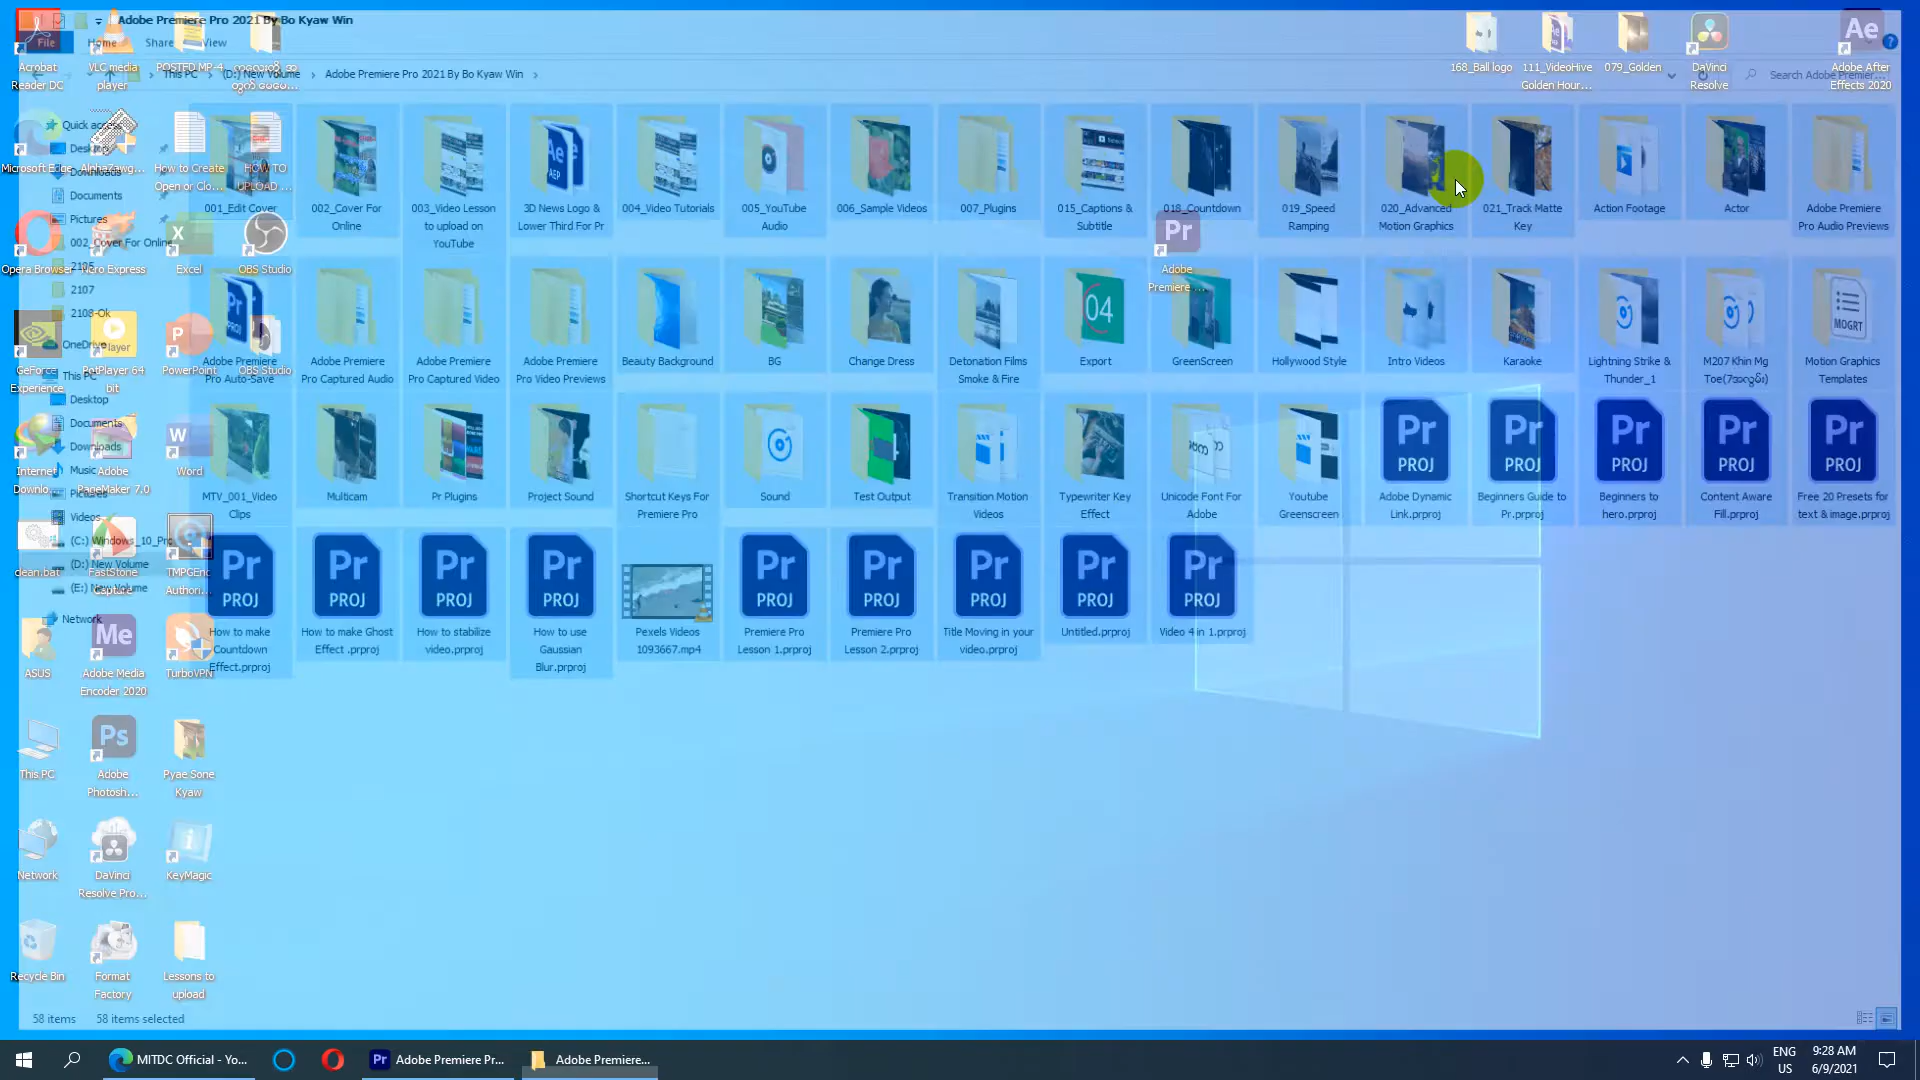 Adobe Premiere Pro 2021 By Bo Kyaw Win
File
Home
Share
View
This PC
(D:) New Volume
Adobe Premiere Pro 2021 By Bo Kyaw Win
Search Adobe Premier...
Acrobat
Reader DC
VLC media
player
POSTED MP-4
168_Ball logo
111_VideoHive
Golden Hour...
079_Golden
DaVinci
Resolve
Adobe After
Effects 2020
Quick access
Desktop
Downloads
Documents
Pictures
002_Cover For Online
2105
2107
2108-Ok
OneDrive
This PC
Desktop
Documents
Downloads
Music
Pictures
Videos
(C:) Windows_10_Pro
(D:) New Volume
(E:) New Volume
Network
Microsoft Edge
AlphaZawg...
How to Create
Open or Clo...
HOW TO
UPLOAD ...
Opera Browser
Nero Express
Excel
OBS Studio
GeForce
Experience
PotPlayer 64
bit
PowerPoint
OBS Studio
Internet
Downlo...
Adobe
PageMaker 7.0
Word
clean.bat
FastStone
Capture
TMPGEnc
Authori...
ASUS
Adobe Media
Encoder 2020
TurboVPN
This PC
Adobe
Photosh...
Pyae Sone
Kyaw
Network
DaVinci
Resolve Pro...
KeyMagic
Recycle Bin
Format
Factory
Lessons to
upload
Adobe
Premiere ...
001_Edit Cover
002_Cover For
Online
003_Video Lesson
to upload on
YouTube
3D News Logo &
Lower Third For Pr
004_Video Tutorials
005_YouTube
Audio
006_Sample Videos
007_Plugins
015_Captions &
Subtitle
018_Countdown
019_Speed
Ramping
020_Advanced
Motion Graphics
021_Track Matte
Key
Action Footage
Actor
Adobe Premiere
Pro Audio Previews
Adobe Premiere
Pro Auto-Save
Adobe Premiere
Pro Captured Audio
Adobe Premiere
Pro Captured Video
Adobe Premiere
Pro Video Previews
Beauty Background
BG
Change Dress
Detonation Films
Smoke & Fire
Export
GreenScreen
Hollywood Style
Intro Videos
Karaoke
Lightning Strike &
Thunder_1
M207 Khin Mg
Motion Graphics
Templates
MTV_001_Video
Clips
Multicam
Pr Plugins
Project Sound
Shortcut Keys For
Premiere Pro
Sound
Test Output
Transition Motion
Videos
Typewriter Key
Effect
Unicode Font For
Adobe
Youtube
Greenscreen
Adobe Dynamic
Link.prproj
Beginners Guide to
Pr.prproj
Beginners to
hero.prproj
Content Aware
Fill.prproj
Free 20 Presets for
text & image.prproj
How to make
Countdown
Effect.prproj
How to make Ghost
Effect .prproj
How to stabilize
video.prproj
How to use
Gaussian
Blur.prproj
Pexels Videos
1093667.mp4
Premiere Pro
Lesson 1.prproj
Premiere Pro
Lesson 2.prproj
Title Moving in your
video.prproj
Untitled.prproj
Video 4 in 1.prproj
58 items
58 items selected
MITDC Official - Yo...
Adobe Premiere Pr...
Adobe Premiere...
ENG
US
9:28 AM
6/9/2021